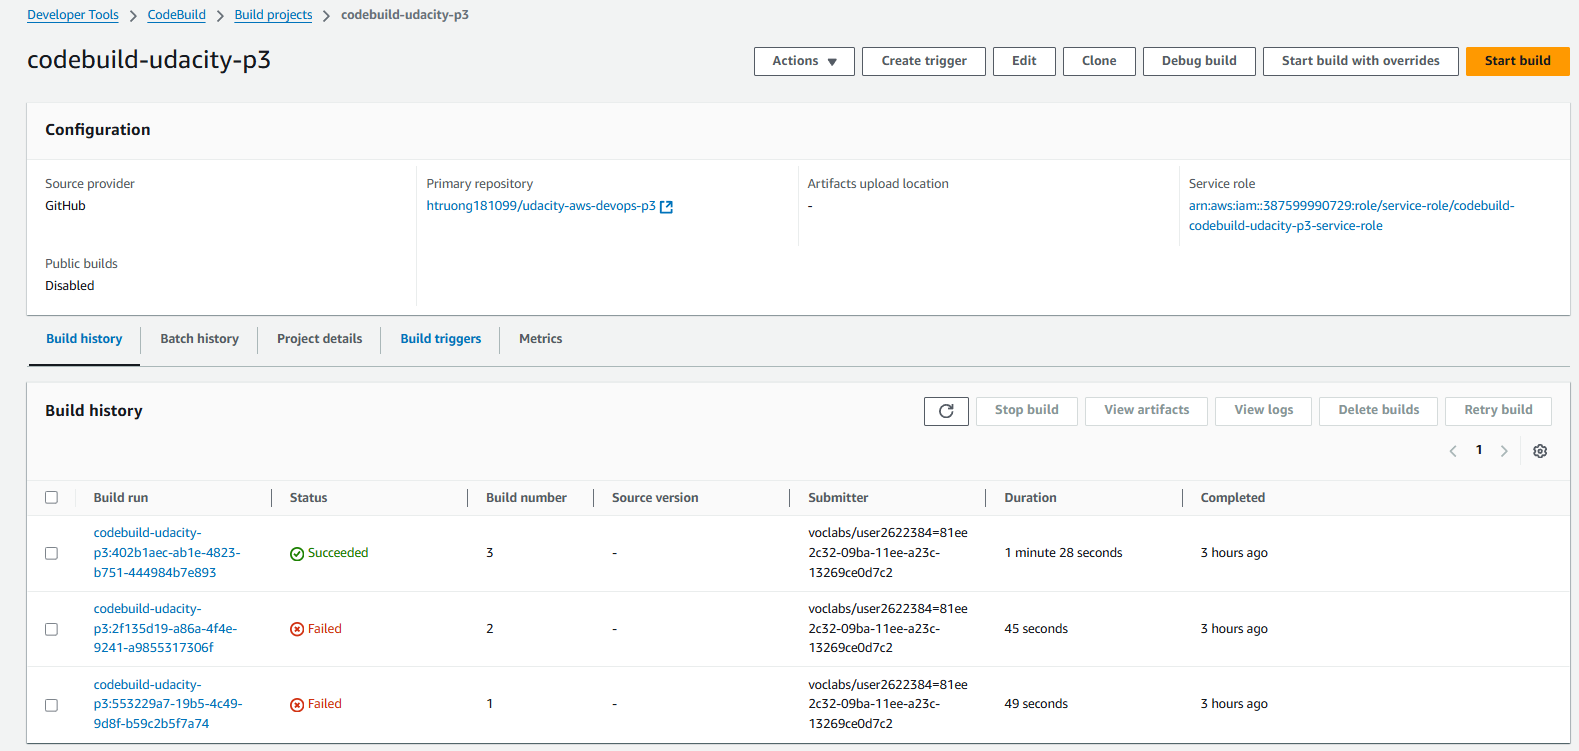 Developer Tools > CodeBuild > Build projects > codebuild-udacity-p3
codebuild-udacity-p3
Actions ▼ Create trigger Edit Clone Debug build Start build with overrides Start build
Configuration
Source provider
GitHub
Primary repository
htruong181099/udacity-aws-devops-p3
Artifacts upload location
-
Service role
arn:aws:iam::387599990729:role/service-role/codebuild-
codebuild-udacity-p3-service-role
Public builds
Disabled
Build history Batch history Project details Build triggers Metrics
Build history
Stop build View artifacts View logs Delete builds Retry build
< 1 >
Build run Status Build number Source version Submitter Duration Completed
codebuild-udacity-
p3:402b1aec-ab1e-4823-
b751-444984b7e893
Succeeded
3
-
voclabs/user2622384=81ee
2c32-09ba-11ee-a23c-
13269ce0d7c2
1 minute 28 seconds
3 hours ago
codebuild-udacity-
p3:2f135d19-a86a-4f4e-
9241-a9855317306f
Failed
2
-
voclabs/user2622384=81ee
2c32-09ba-11ee-a23c-
13269ce0d7c2
45 seconds
3 hours ago
codebuild-udacity-
p3:553229a7-19b5-4c49-
9d8f-b59c2b5f7a74
Failed
1
-
voclabs/user2622384=81ee
2c32-09ba-11ee-a23c-
13269ce0d7c2
49 seconds
3 hours ago